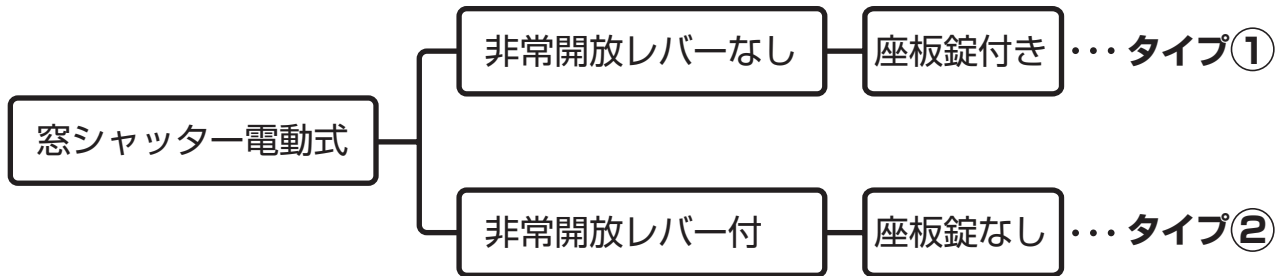 非常開放レバーなし 座板錠付き ・・・タイプ①
窓シャッター電動式
非常開放レバー付 座板錠なし ・・・タイプ②